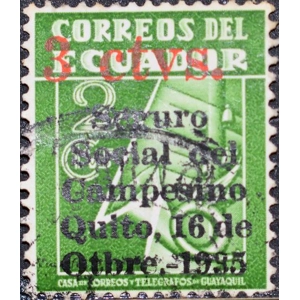 CORREOS DEL
ECUADOR
3 ctvs.
Seguro
Social del
Campesino
Quito, 16 de
Otbre.-1935
CASA DE CORREOS Y TELEGRAFOS DE GUAYAQUIL